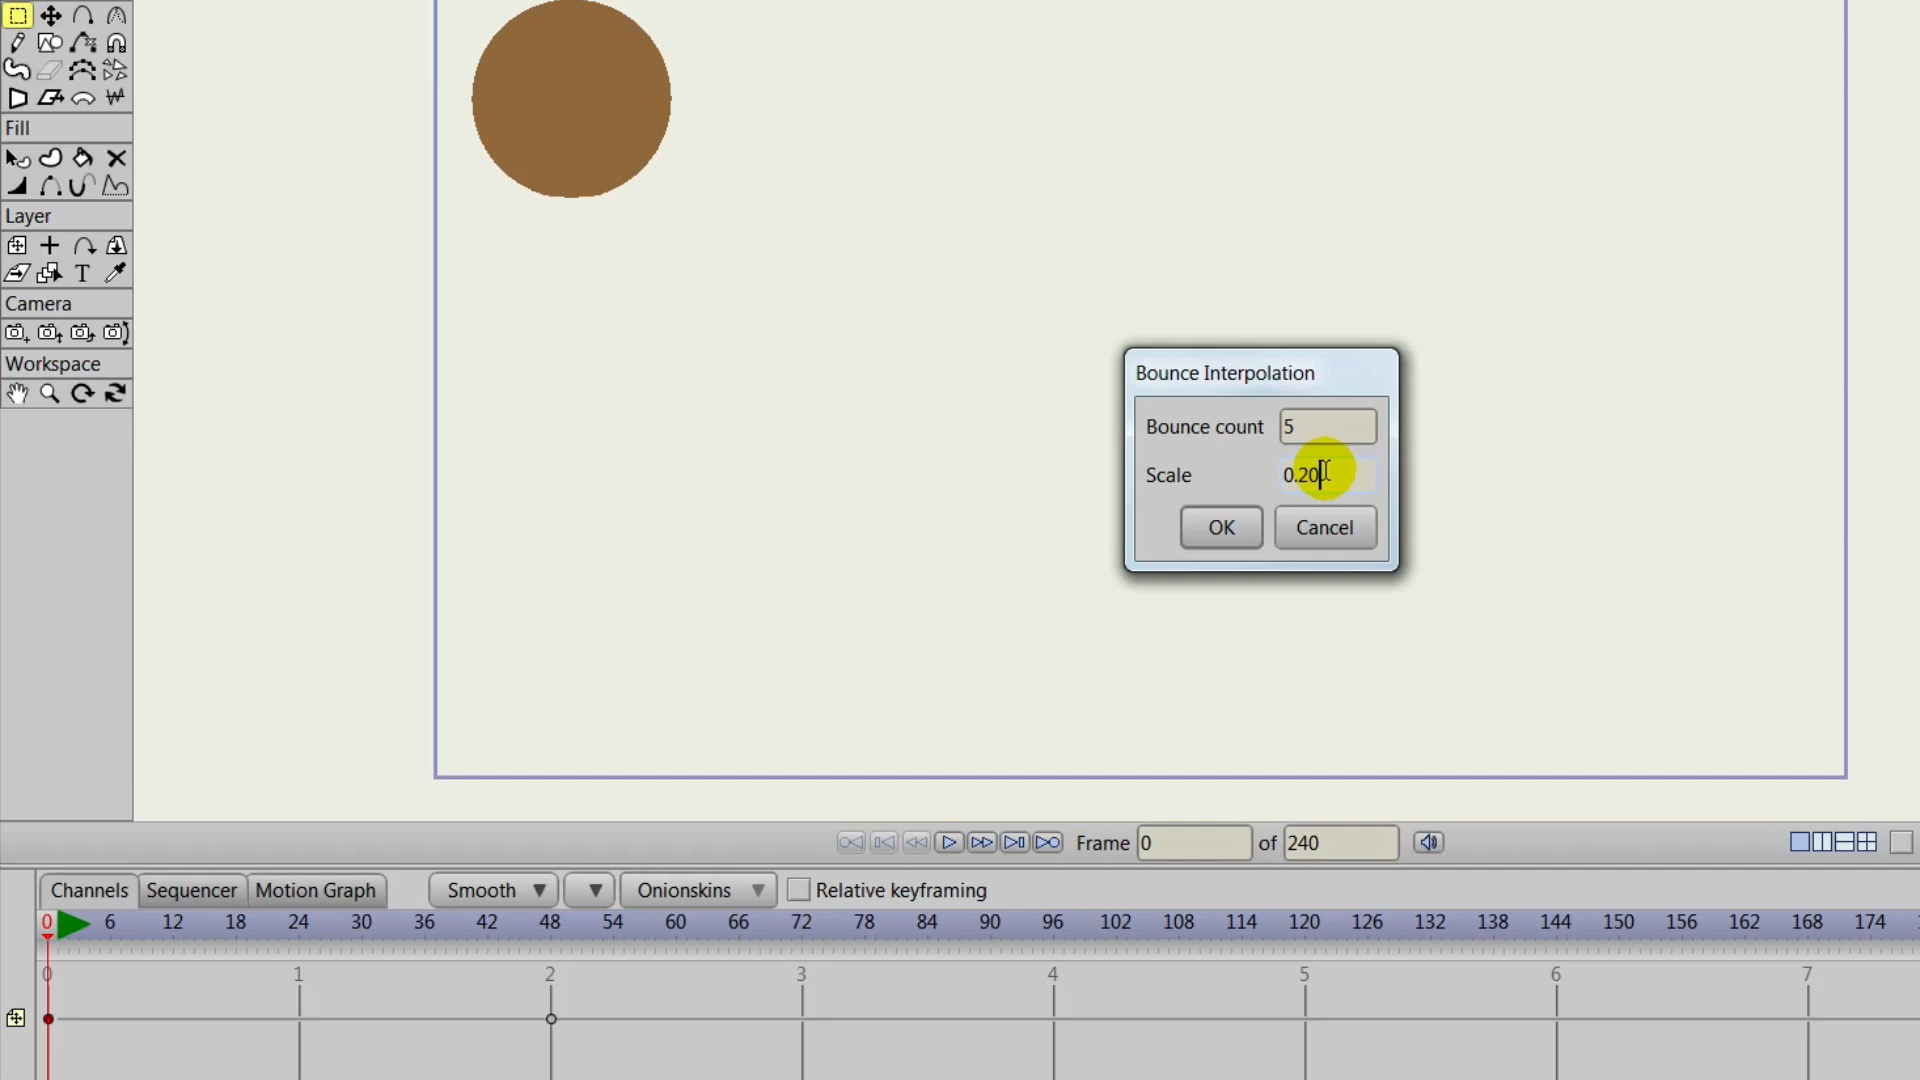 Fill
Layer
T
Camera
Workspace
Bounce Interpolation
Bounce count 5
Scale 0.20
OK Cancel
Frame 0 of 240
Channels Sequencer Motion Graph Smooth Onionskins Relative keyframing
0 6 12 18 24 30 36 42 48 54 60 66 72 78 84 90 96 102 108 114 120 126 132 138 144 150 156 162 168 174
0 1 2 3 4 5 6 7